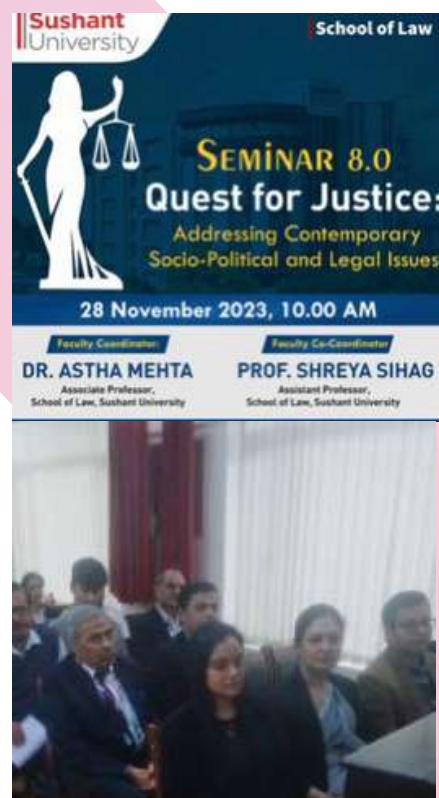 Sushant
University
School of Law
SEMINAR 8.0
Quest for Justice:
Addressing Contemporary
Socio-Political and Legal Issues
28 November 2023, 10.00 AM
Faculty Coordinator:
DR. ASTHA MEHTA
Associate Professor,
School of Law, Sushant University
Faculty Co-Coordinator
PROF. SHREYA SIHAG
Assistant Professor,
School of Law, Sushant University